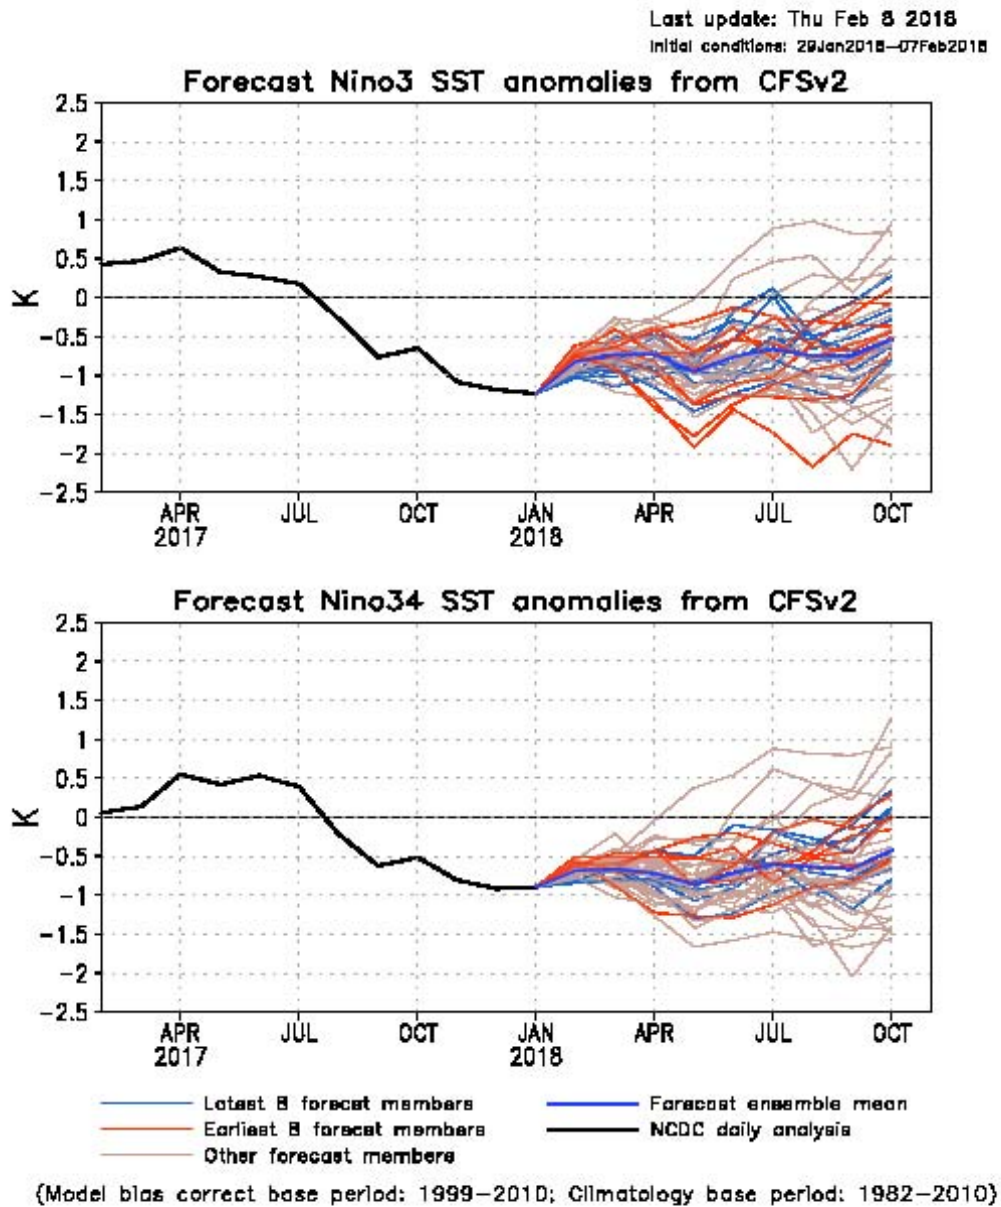 Last update: Thu Feb 8 2018
Initial conditions: 29Jan2018–07Feb2018
Forecast Nino3 SST anomalies from CFSv2
2.5
2
1.5
1
0.5
0
−0.5
−1
−1.5
−2
−2.5
K
APR JUL OCT JAN APR JUL OCT
2017 2018
Forecast Nino34 SST anomalies from CFSv2
2.5
2
1.5
1
0.5
0
−0.5
−1
−1.5
−2
−2.5
K
APR JUL OCT JAN APR JUL OCT
2017 2018
Latest 8 forecast members Forecast ensemble mean
Earliest 8 forecast members NCDC daily analysis
Other forecast members
(Model bias correct base period: 1999–2010; Climatology base period: 1982–2010)